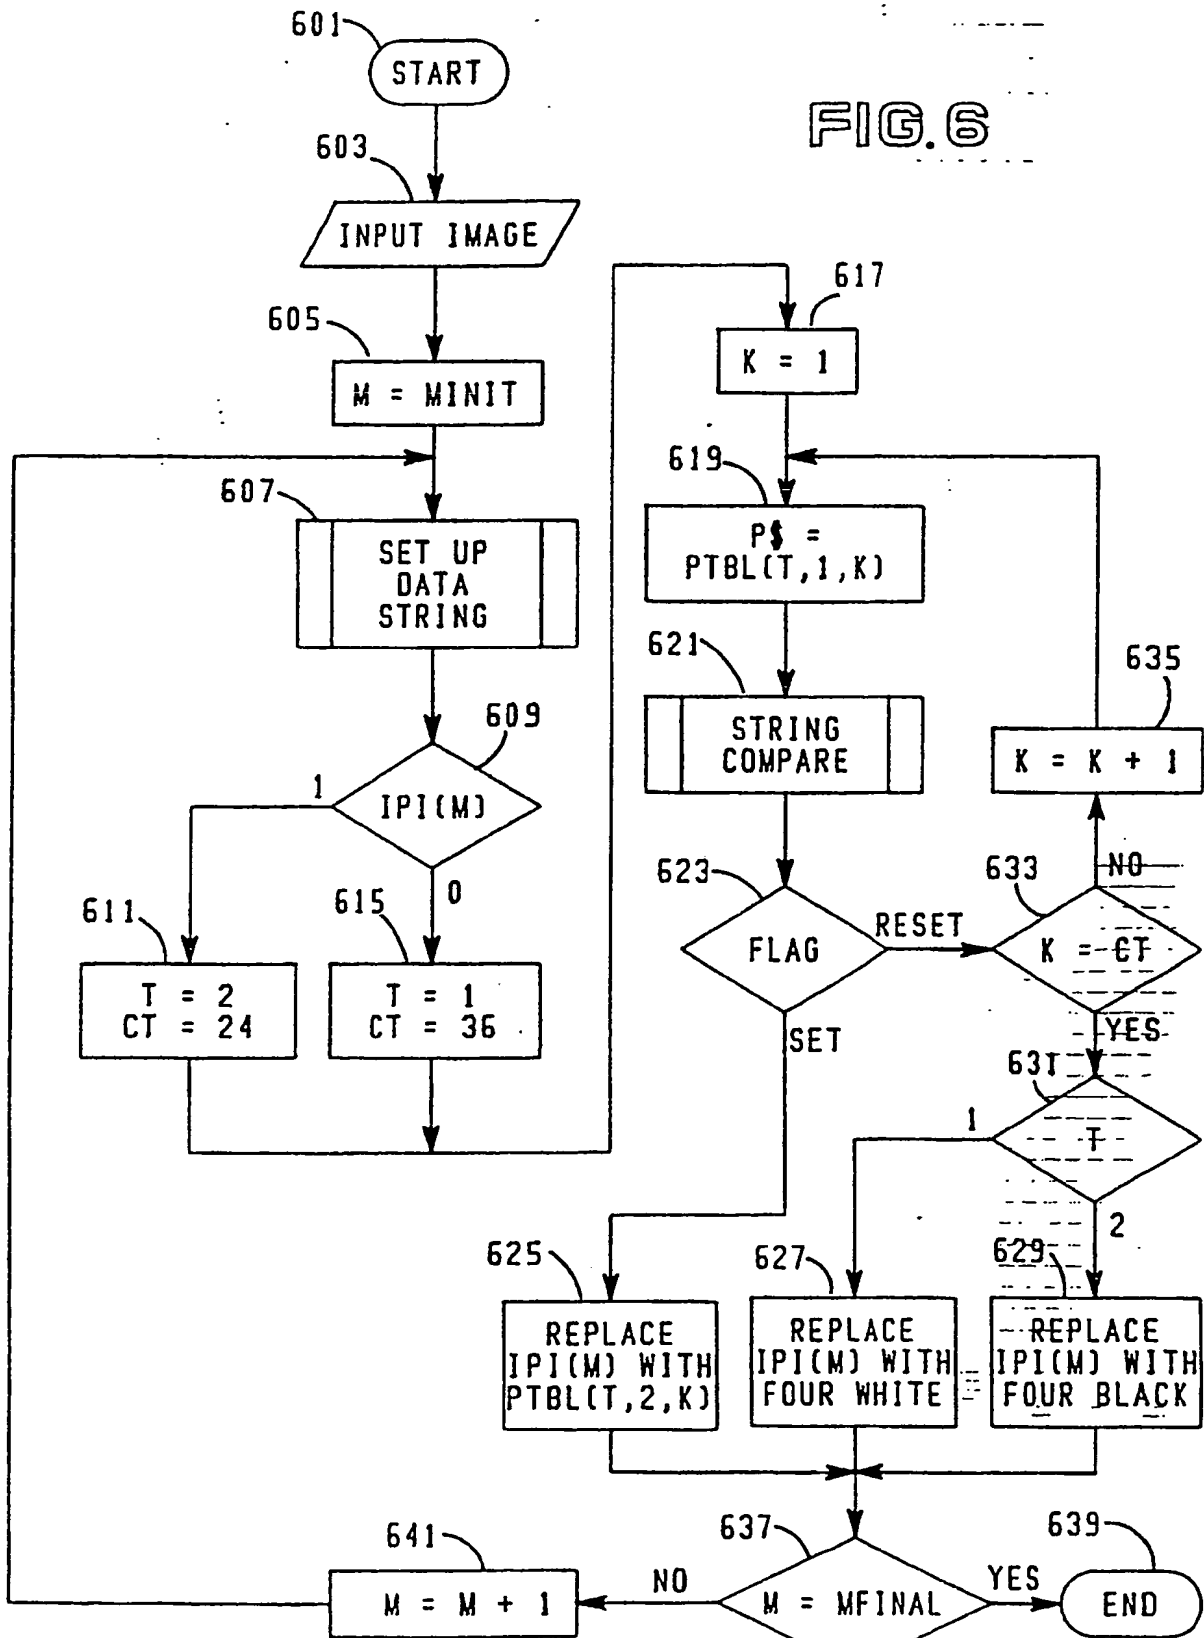 601
START
FIG. 6
603
INPUT IMAGE
605
M = MINIT
607
SET UP
DATA
STRING
609
IPI(M)
1
0
611
T = 2
CT = 24
615
T = 1
CT = 36
617
K = 1
619
P$ =
PTBL(T,1,K)
621
STRING
COMPARE
623
FLAG
RESET
SET
633
K = CT
NO
YES
635
K = K + 1
631
T
1
2
625
REPLACE
IPI(M) WITH
PTBL(T,2,K)
627
REPLACE
IPI(M) WITH
FOUR WHITE
629
REPLACE
IPI(M) WITH
FOUR BLACK
637
M = MFINAL
NO
YES
641
M = M + 1
639
END